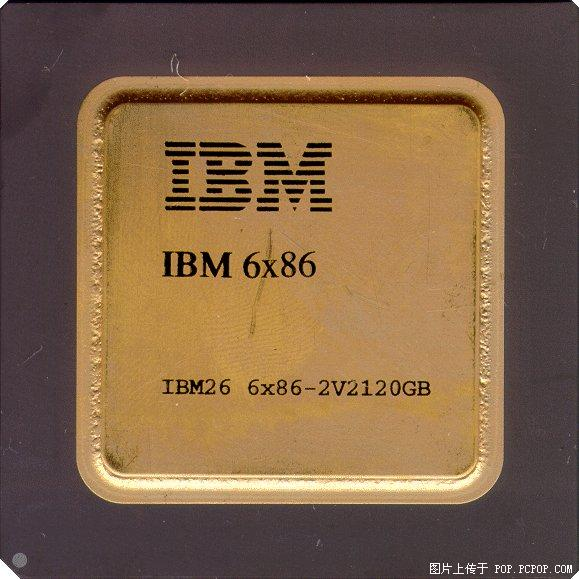 IBM
IBM 6x86
IBM26 6x86-2V2120GB
图片上传于 POP.PCPOP.COM